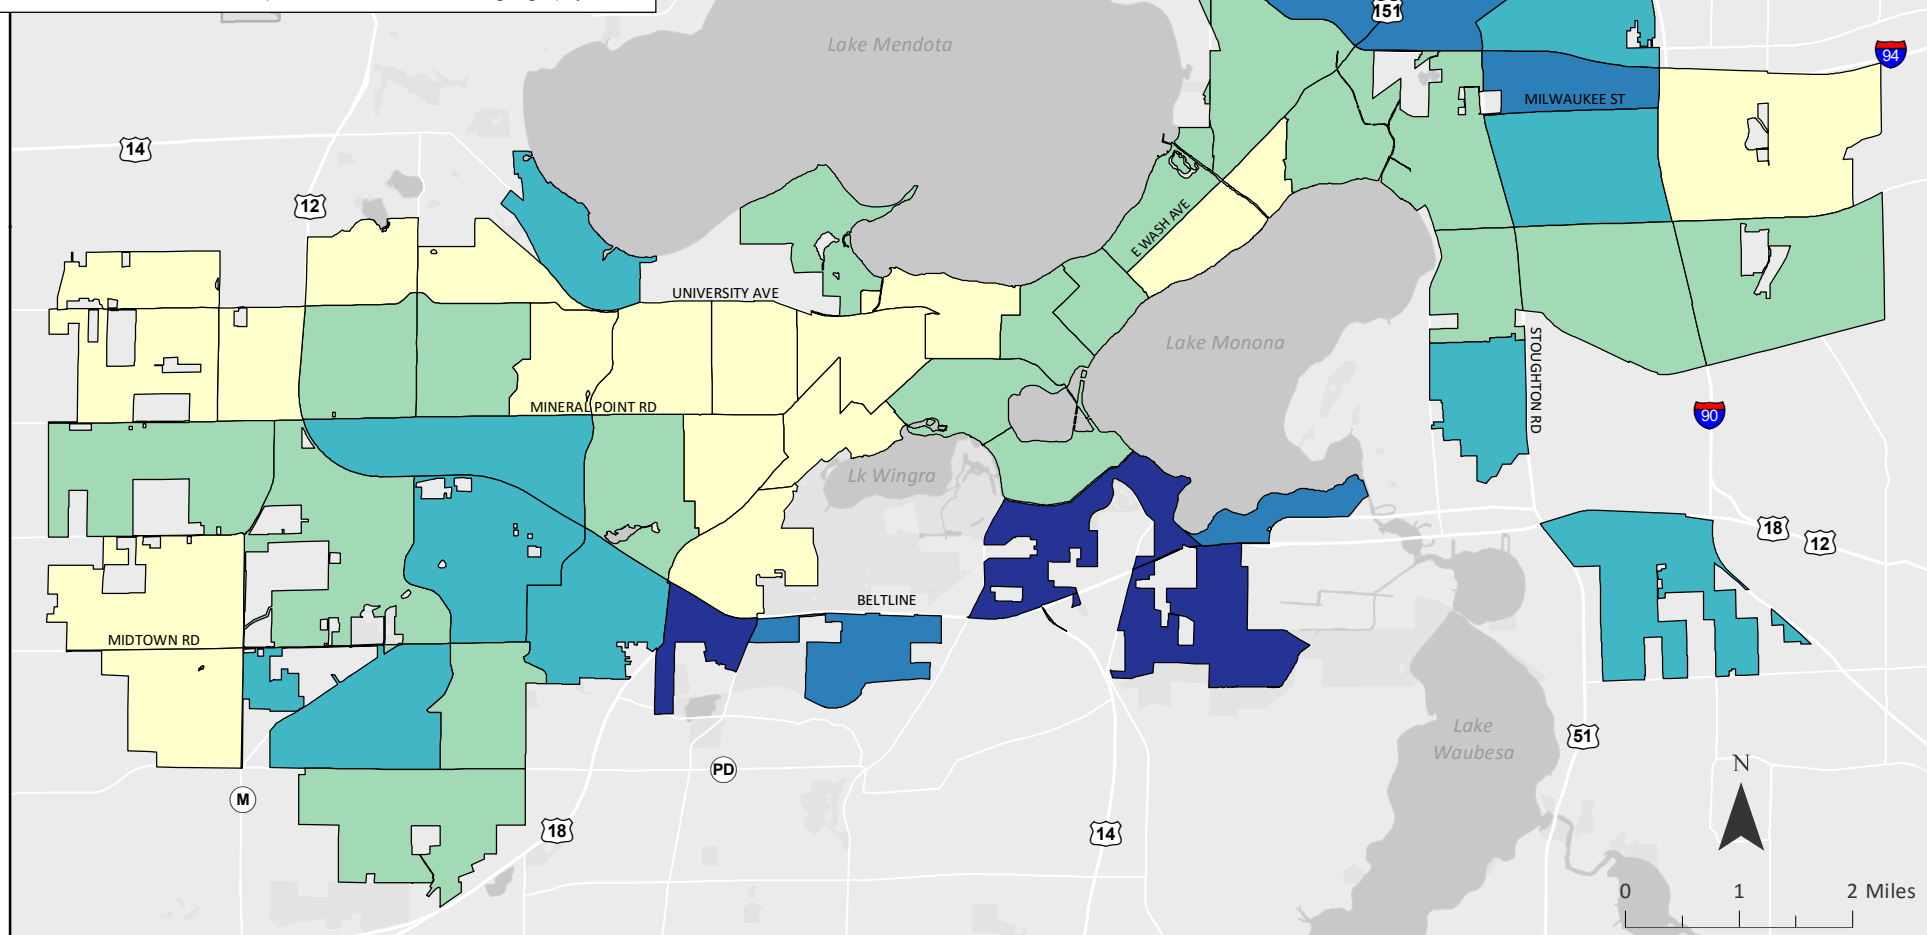 151
Lake Mendota
94
MILWAUKEE ST
14
12
E WASH AVE
UNIVERSITY AVE
Lake Monona
STOUGHTON RD
MINERAL POINT RD
90
Lk Wingra
18
12
BELTLINE
MIDTOWN RD
Lake
Waubesa
51
PD
N
M
18
14
0 1 2 Miles